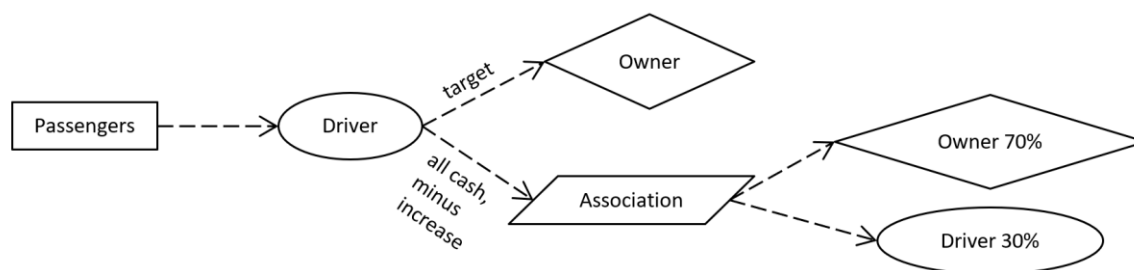 Passengers
Driver
target
Owner
all cash,
minus
increase
Association
Owner 70%
Driver 30%